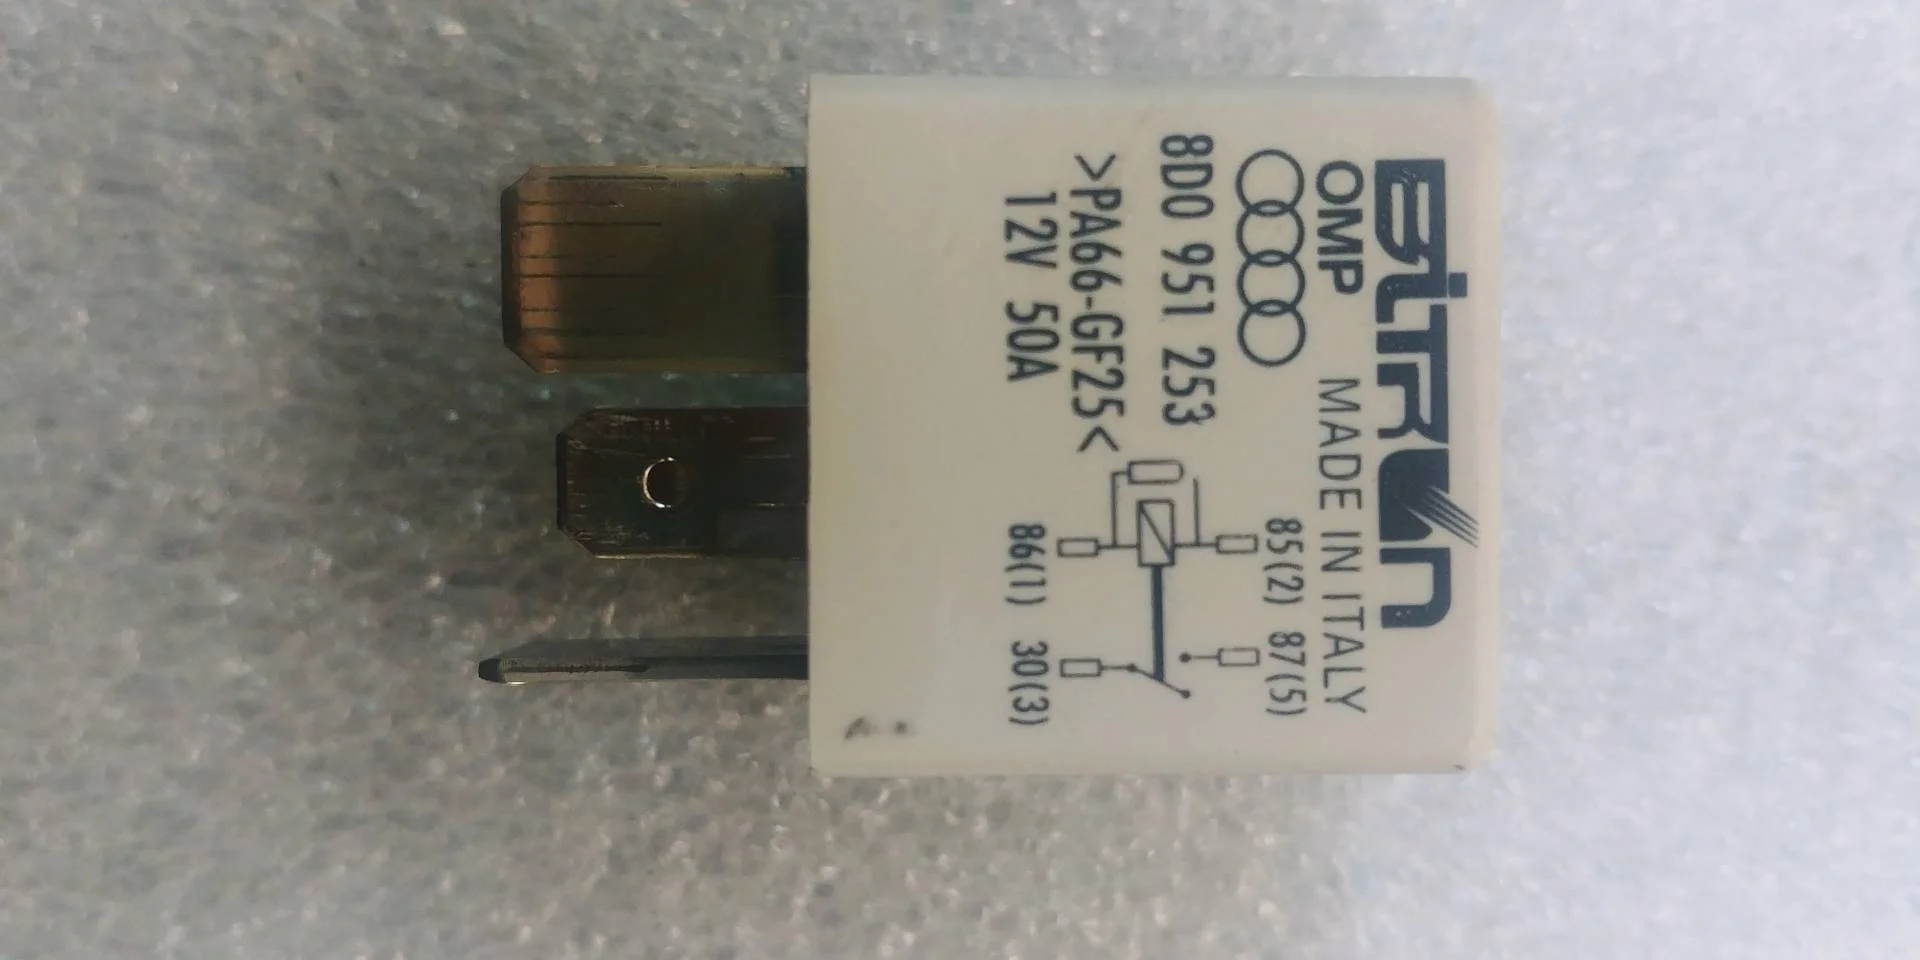 BiTRON
OMP MADE IN ITALY
8D0 951 253
>PA66-GF25<
12V 50A
85(2) 87(5)
86(1) 30(3)